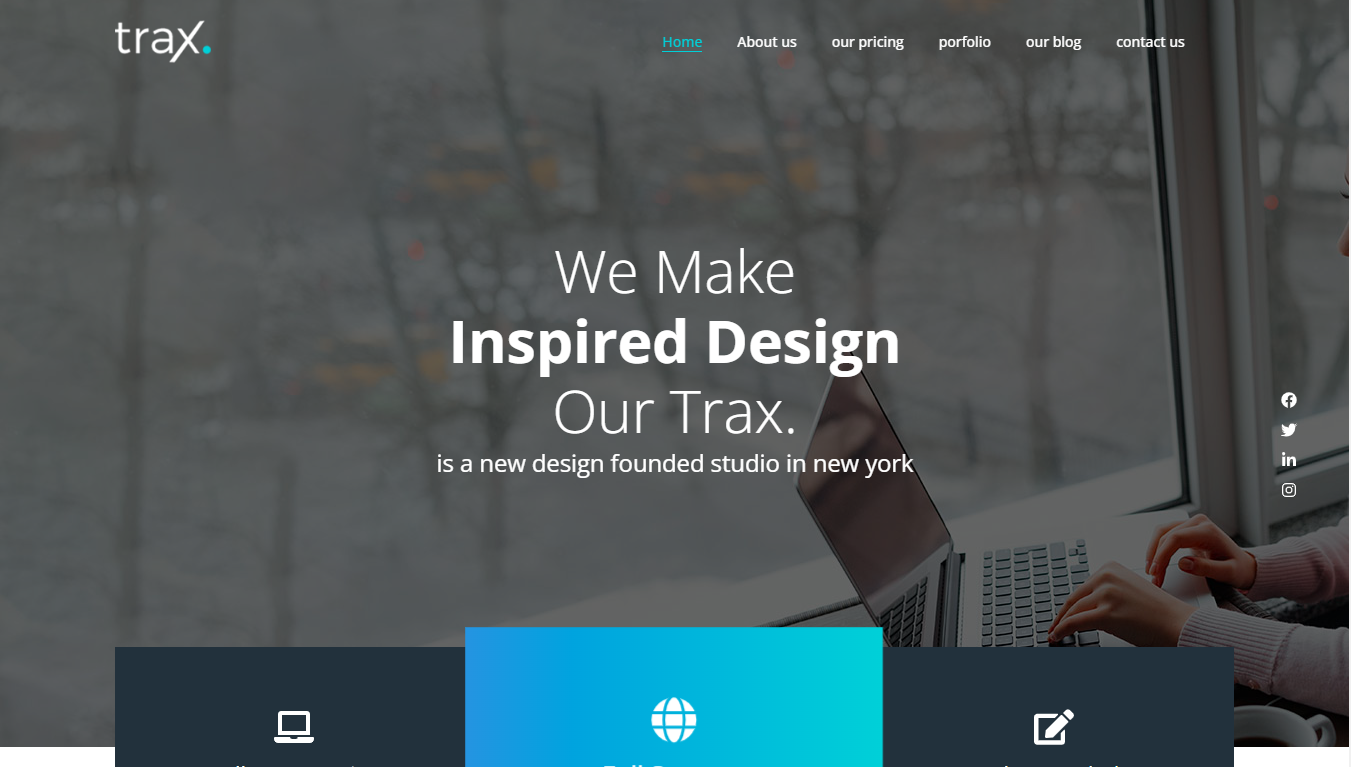 trax.
Home
About us
our pricing
porfolio
our blog
contact us
We Make
Inspired Design
Our Trax.
is a new design founded studio in new york